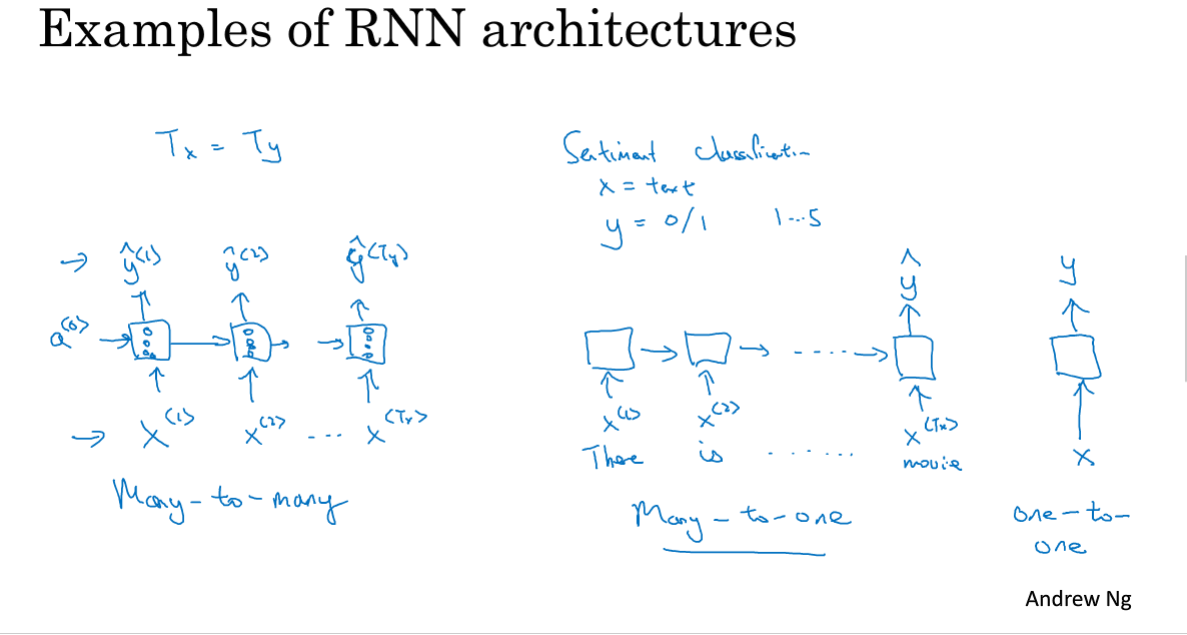 Examples of RNN architectures
Tx = Ty
ŷ<1> ŷ<2> ŷ<Ty>
a<0>
x<1> x<2> ... x<Tx>
Many-to-many
Sentiment classification
x = text
y = 0/1 1...5
ŷ
x<1> x<2> x<Tx>
There is ...... movie
Many-to-one
y
x
one-to-
one
Andrew Ng